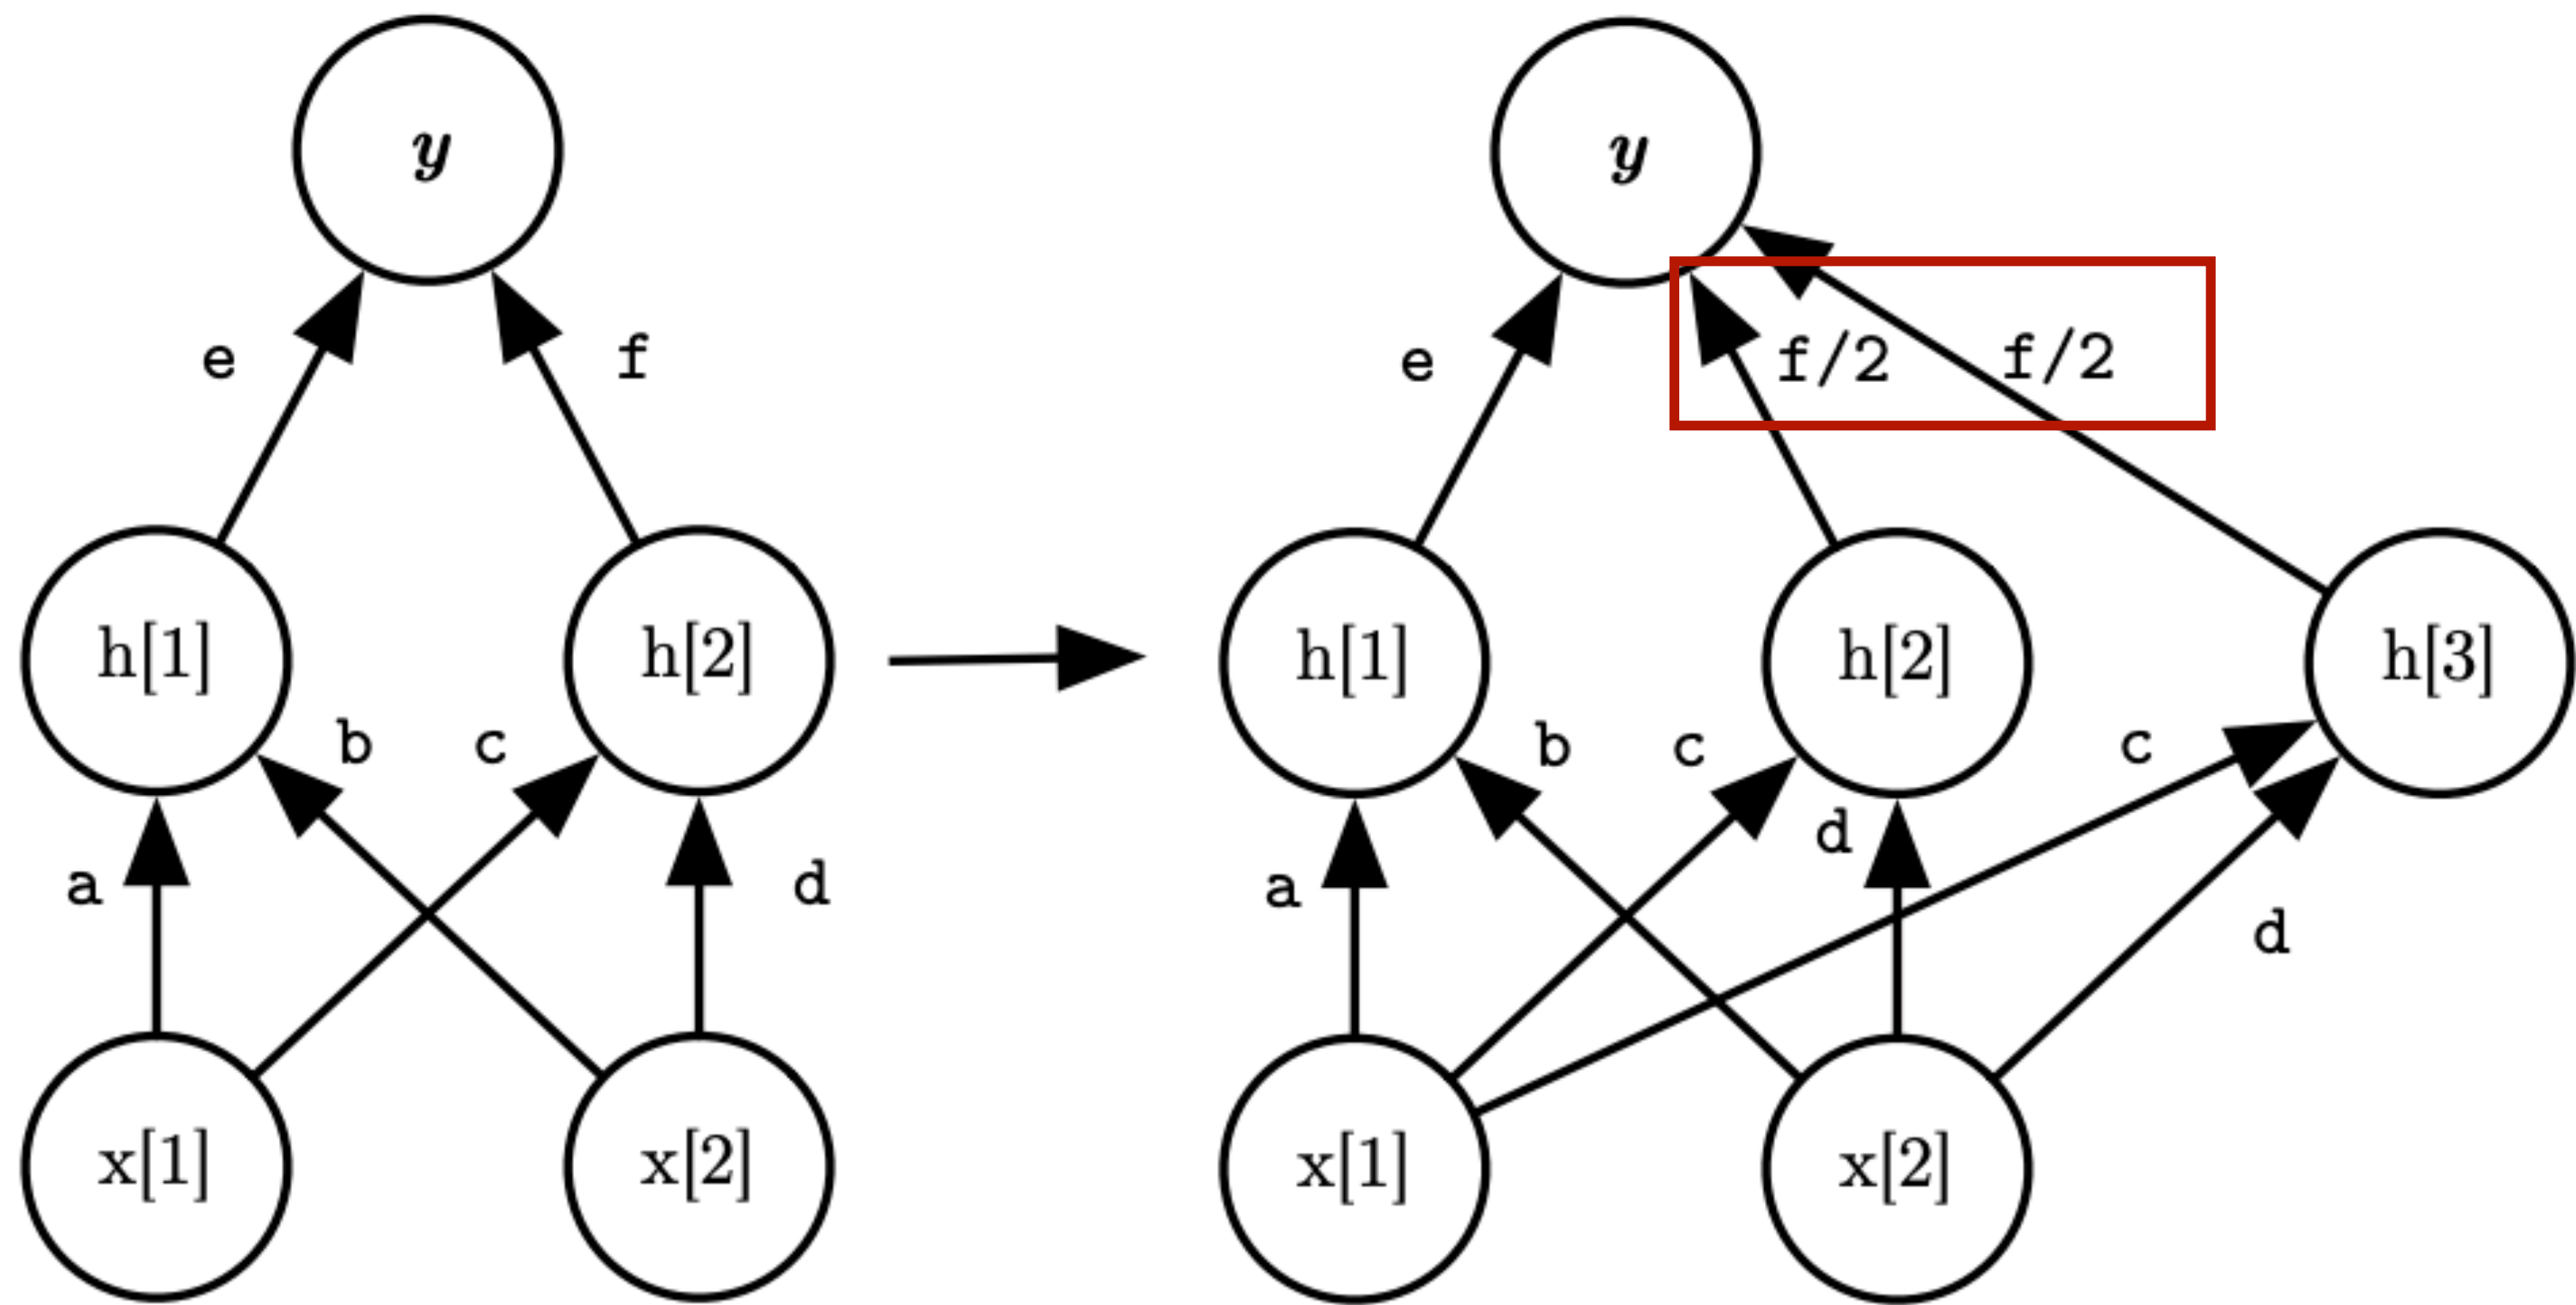 y y
e f e f/2 f/2
h[1] h[2] h[1] h[2] h[3]
b c b c c
a d a d d
x[1] x[2] x[1] x[2]